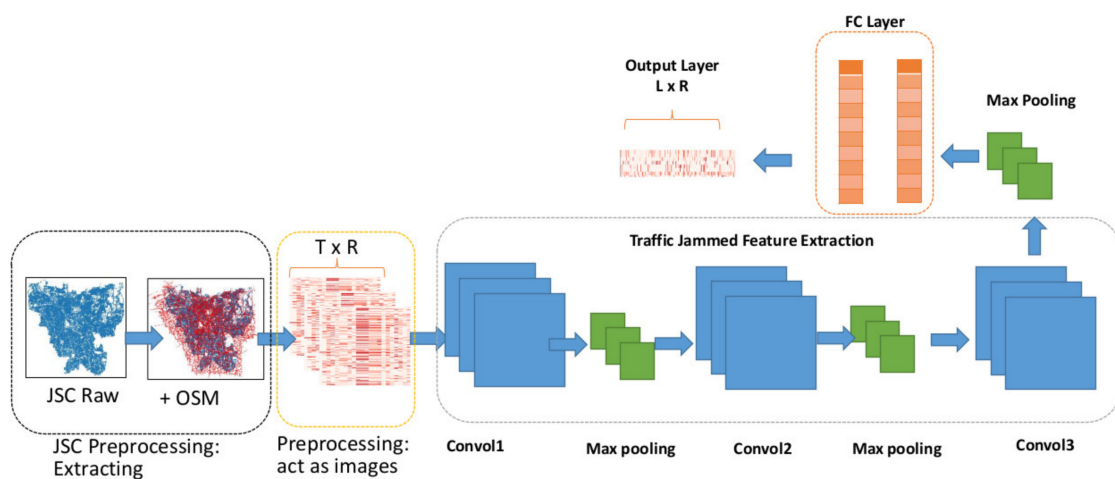 FC Layer
Output Layer
L x R
Max Pooling
Traffic Jammed Feature Extraction
T x R
JSC Raw
+ OSM
JSC Preprocessing:
Extracting
Preprocessing:
act as images
Convol1
Max pooling
Convol2
Max pooling
Convol3